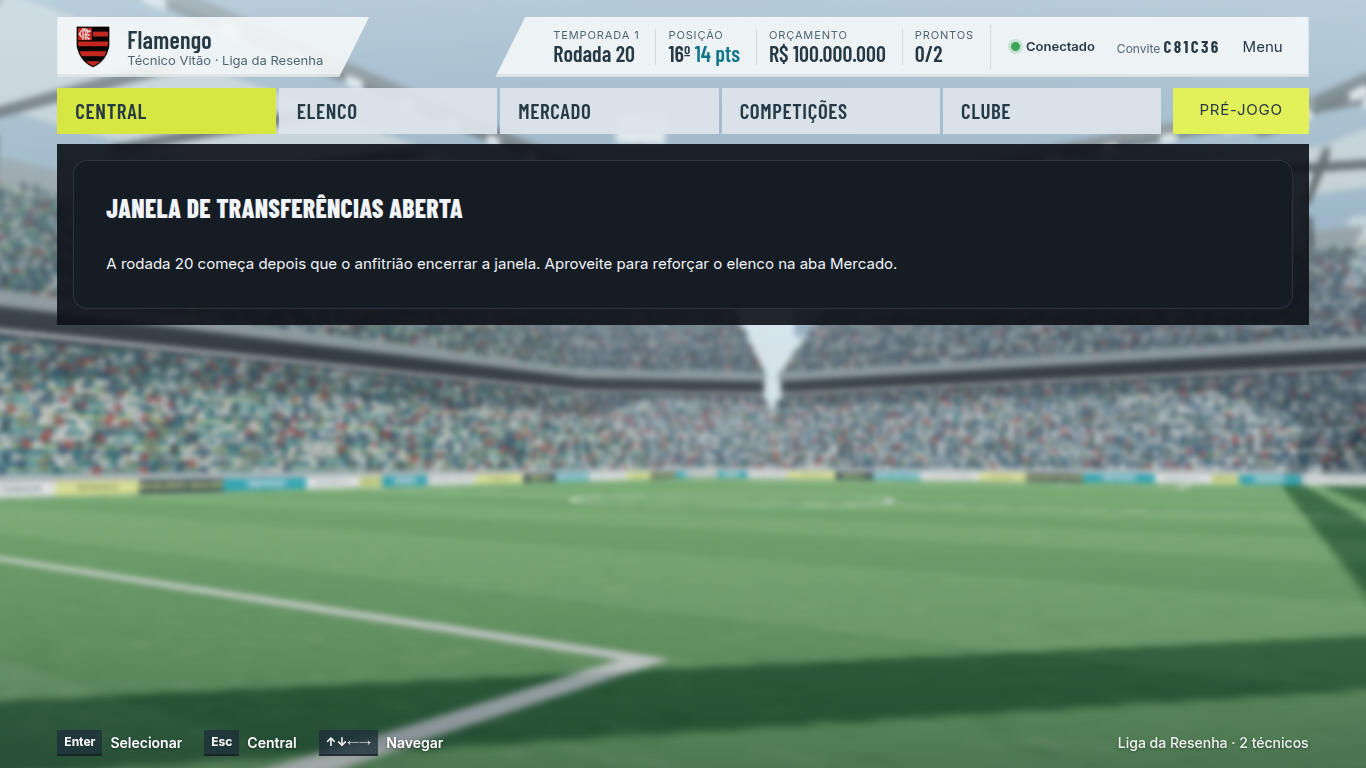 Flamengo
Técnico Vitão · Liga da Resenha
TEMPORADA 1
Rodada 20
POSIÇÃO
16º 14 pts
ORÇAMENTO
R$ 100.000.000
PRONTOS
0/2
Conectado
Convite C81C36
Menu
CENTRAL
ELENCO
MERCADO
COMPETIÇÕES
CLUBE
PRÉ-JOGO
JANELA DE TRANSFERÊNCIAS ABERTA
A rodada 20 começa depois que o anfitrião encerrar a janela. Aproveite para reforçar o elenco na aba Mercado.
Enter Selecionar Esc Central ↑↓←→ Navegar
Liga da Resenha · 2 técnicos